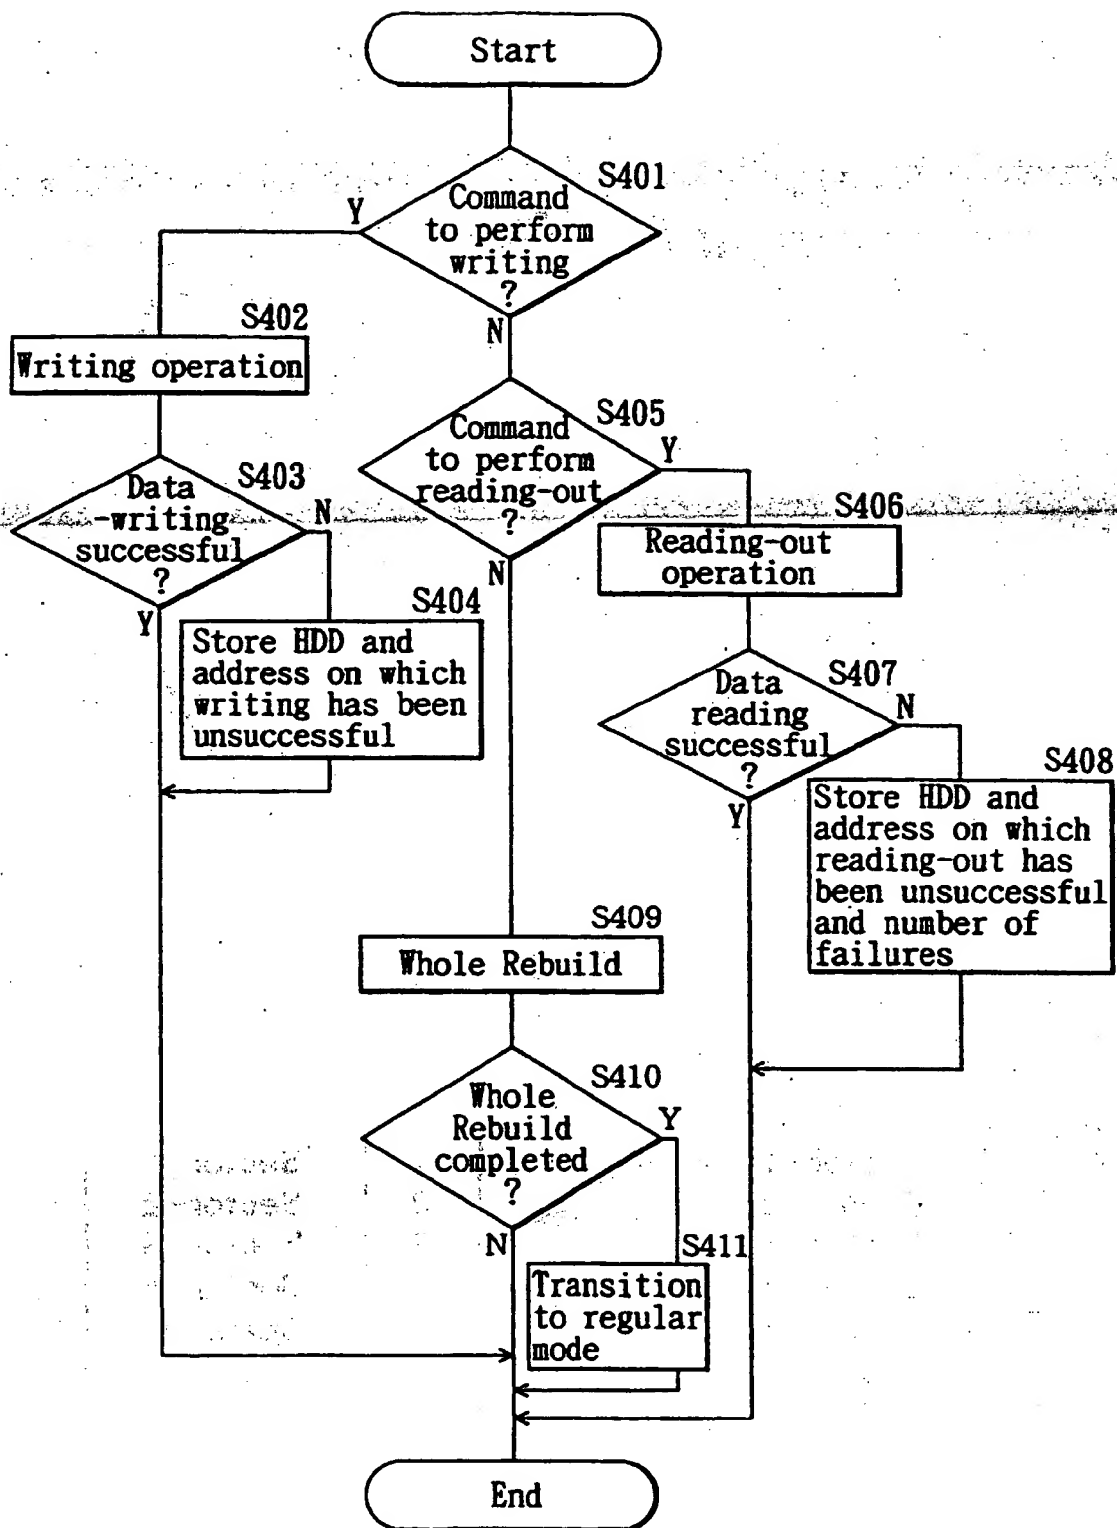 Start
S401
Command
to perform
writing
?
Y
N
S402
Writing operation
S403
Data
-writing
successful
?
N
Y
S404
Store HDD and
address on which
writing has been
unsuccessful
S405
Command
to perform
reading-out
?
Y
N
S406
Reading-out
operation
S407
Data
reading
successful
?
N
Y
S408
Store HDD and
address on which
reading-out has
been unsuccessful
and number of
failures
S409
Whole Rebuild
S410
Whole
Rebuild
completed
?
Y
N
S411
Transition
to regular
mode
End